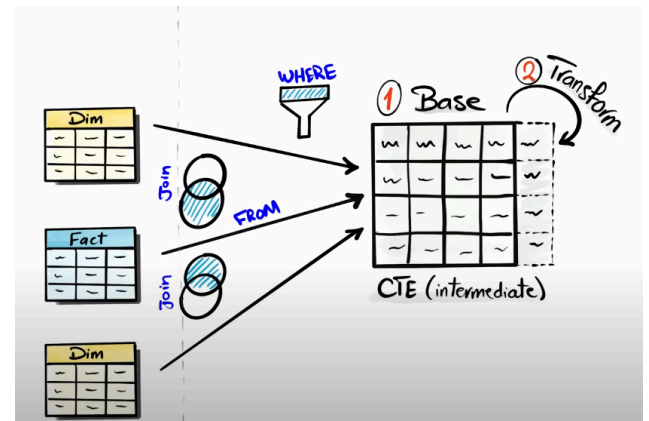 Dim
Fact
Dim
Join
Join
FROM
WHERE
1 Base
2 Transform
CTE (intermediate)